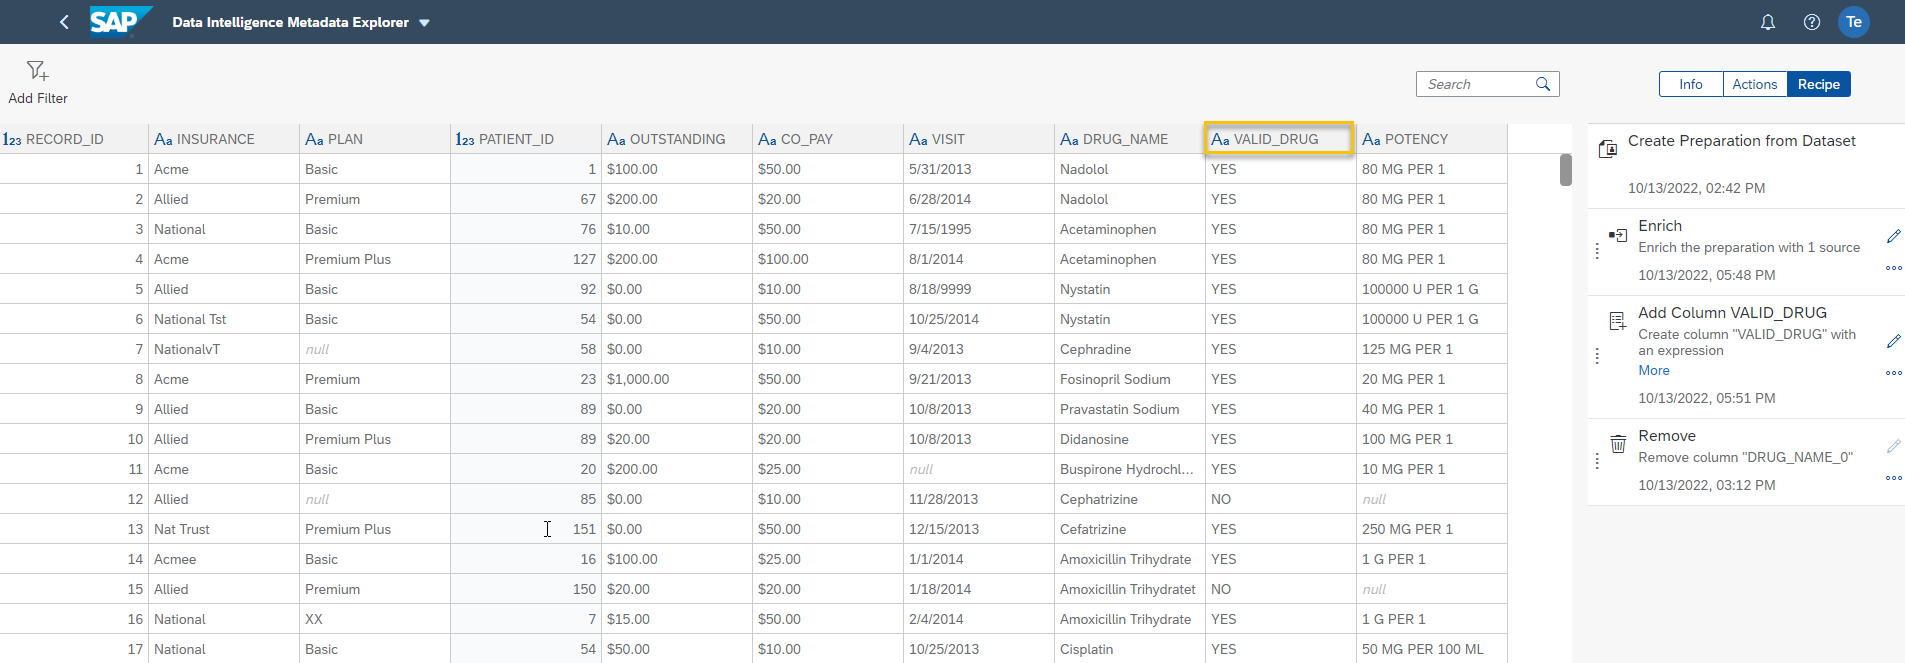 SAP Data Intelligence Metadata Explorer Te
Add Filter Search Info Actions Recipe
123 RECORD_ID Aa INSURANCE Aa PLAN 123 PATIENT_ID Aa OUTSTANDING Aa CO_PAY Aa VISIT Aa DRUG_NAME Aa VALID_DRUG Aa POTENCY
1 Acme Basic 1 $100.00 $50.00 5/31/2013 Nadolol YES 80 MG PER 1
2 Allied Premium 67 $200.00 $20.00 6/28/2014 Nadolol YES 80 MG PER 1
3 National Basic 76 $10.00 $50.00 7/15/1995 Acetaminophen YES 80 MG PER 1
4 Acme Premium Plus 127 $200.00 $100.00 8/1/2014 Acetaminophen YES 80 MG PER 1
5 Allied Basic 92 $0.00 $10.00 8/18/9999 Nystatin YES 100000 U PER 1 G
6 National Tst Basic 54 $0.00 $50.00 10/25/2014 Nystatin YES 100000 U PER 1 G
7 NationalvT null 58 $0.00 $10.00 9/4/2013 Cephradine YES 125 MG PER 1
8 Acme Premium 23 $1,000.00 $50.00 9/21/2013 Fosinopril Sodium YES 20 MG PER 1
9 Allied Basic 89 $0.00 $20.00 10/8/2013 Pravastatin Sodium YES 40 MG PER 1
10 Allied Premium Plus 89 $20.00 $20.00 10/8/2013 Didanosine YES 100 MG PER 1
11 Acme Basic 20 $200.00 $25.00 null Buspirone Hydrochl... YES 10 MG PER 1
12 Allied null 85 $0.00 $10.00 11/28/2013 Cephatrizine NO null
13 Nat Trust Premium Plus 151 $0.00 $50.00 12/15/2013 Cefatrizine YES 250 MG PER 1
14 Acmee Basic 16 $100.00 $25.00 1/1/2014 Amoxicillin Trihydrate YES 1 G PER 1
15 Allied Premium 150 $20.00 $20.00 1/18/2014 Amoxicillin Trihydratet NO null
16 National XX 7 $15.00 $50.00 2/4/2014 Amoxicillin Trihydrate YES 1 G PER 1
17 National Basic 54 $50.00 $10.00 10/25/2013 Cisplatin YES 50 MG PER 100 ML
Create Preparation from Dataset
10/13/2022, 02:42 PM
Enrich
Enrich the preparation with 1 source
10/13/2022, 05:48 PM
Add Column VALID_DRUG
Create column "VALID_DRUG" with
an expression
More
10/13/2022, 05:51 PM
Remove
Remove column "DRUG_NAME_0"
10/13/2022, 03:12 PM